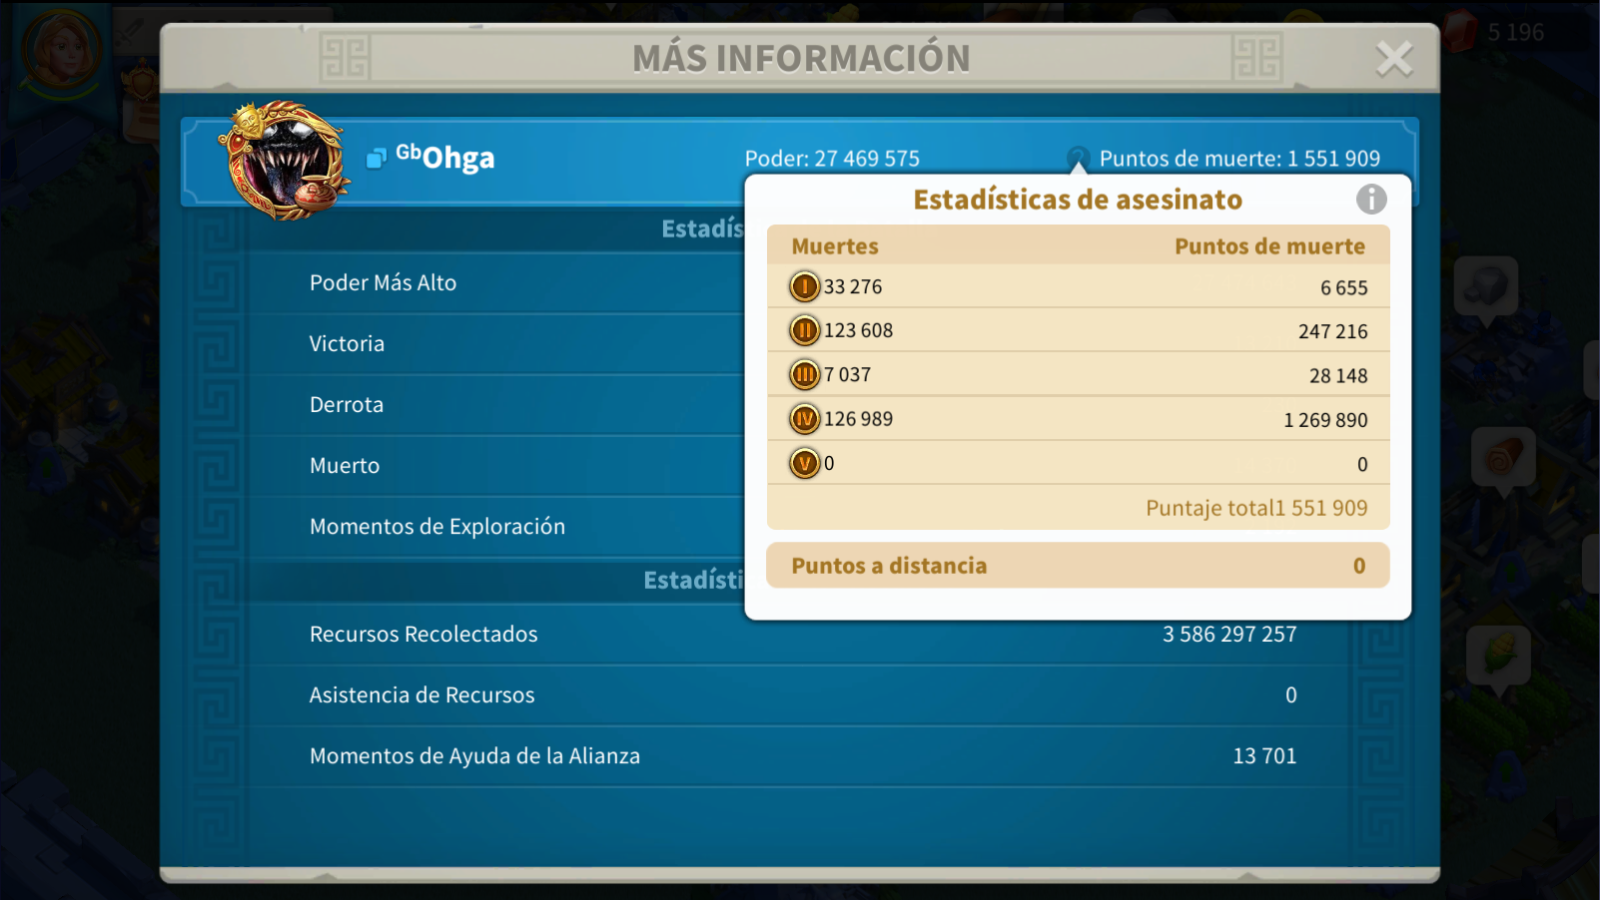 5 196
MÁS INFORMACIÓN
ᴳᵇOhga
Poder: 27 469 575
Puntos de muerte: 1 551 909
Estadísticas de asesinato
Estadís
Muertes Puntos de muerte
I 33 276 6 655
II 123 608 247 216
III 7 037 28 148
IV 126 989 1 269 890
V 0 0
Puntaje total1 551 909
Puntos a distancia 0
Poder Más Alto
Victoria
Derrota
Muerto
Momentos de Exploración
Estadísti
Recursos Recolectados 3 586 297 257
Asistencia de Recursos 0
Momentos de Ayuda de la Alianza 13 701